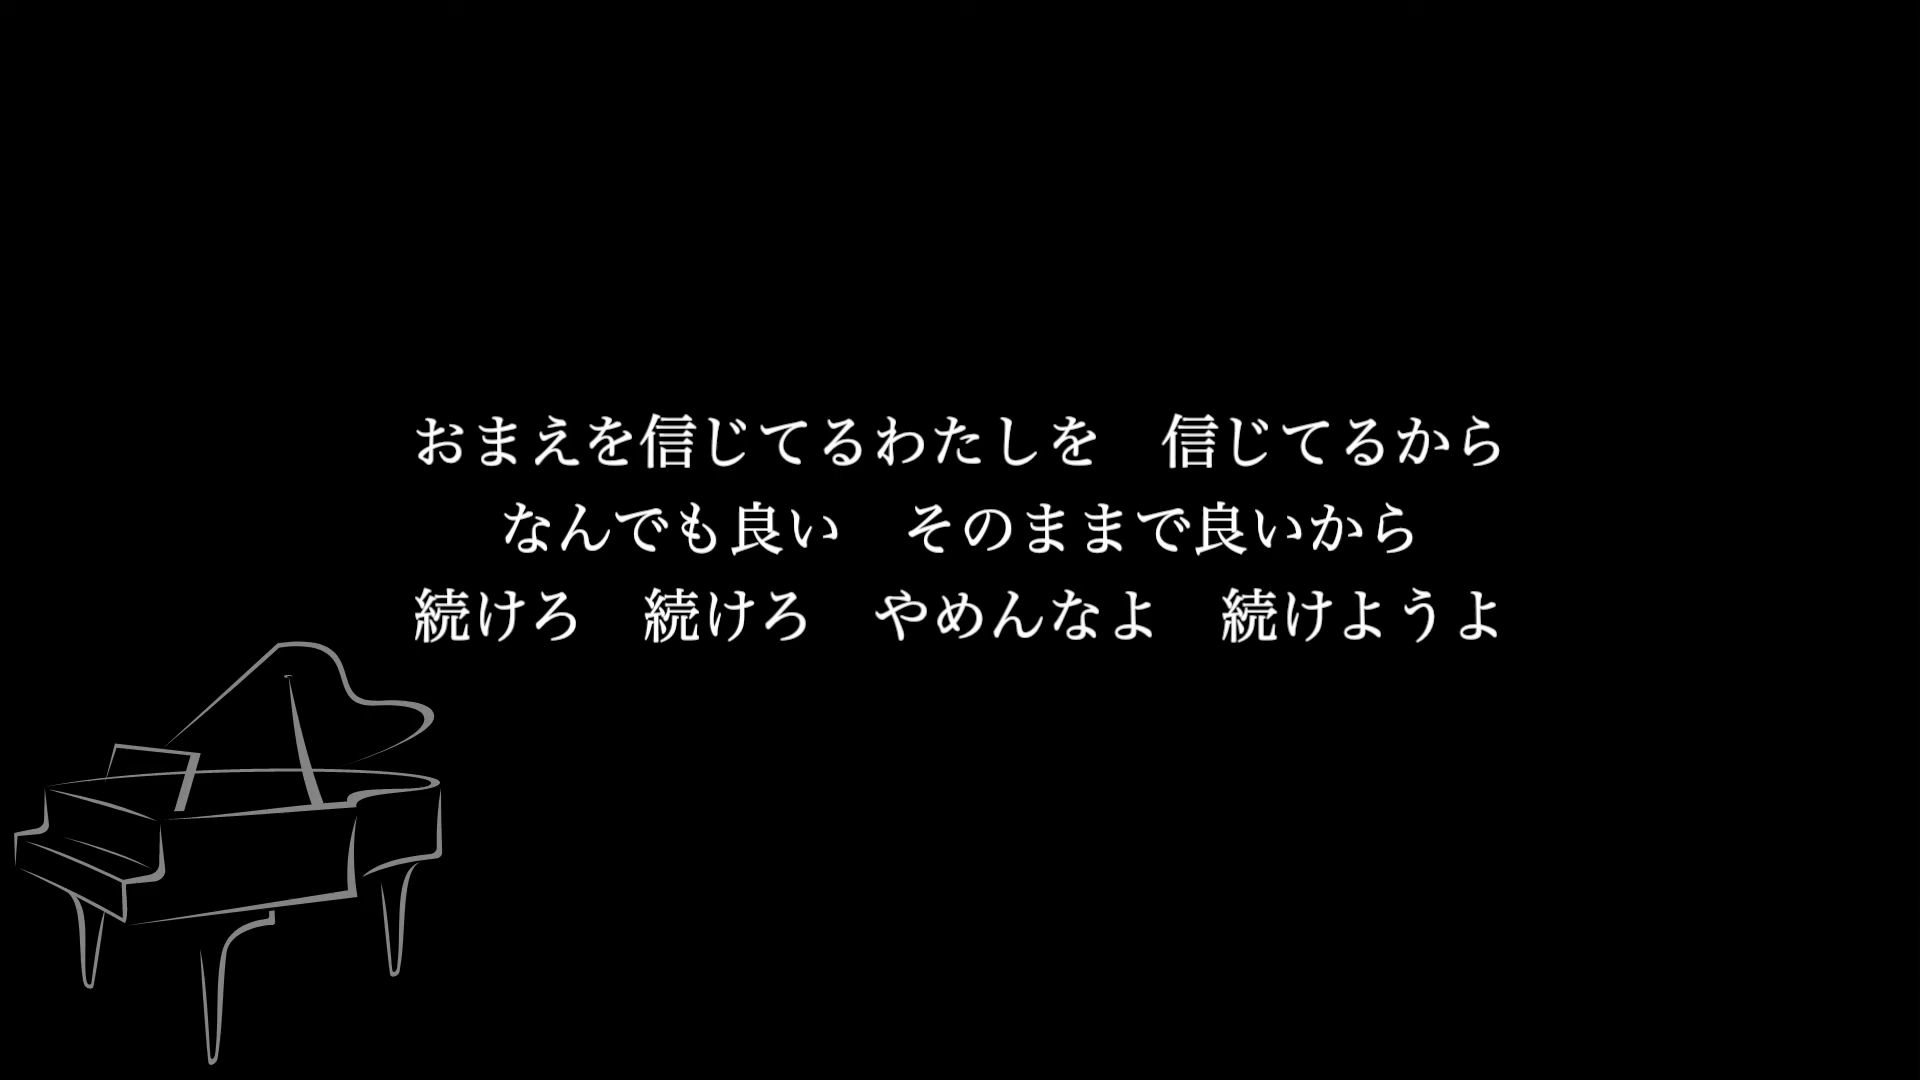 おまえを信じてるわたしを　信じてるから
なんでも良い　そのままで良いから
続けろ　続けろ　やめんなよ　続けようよ